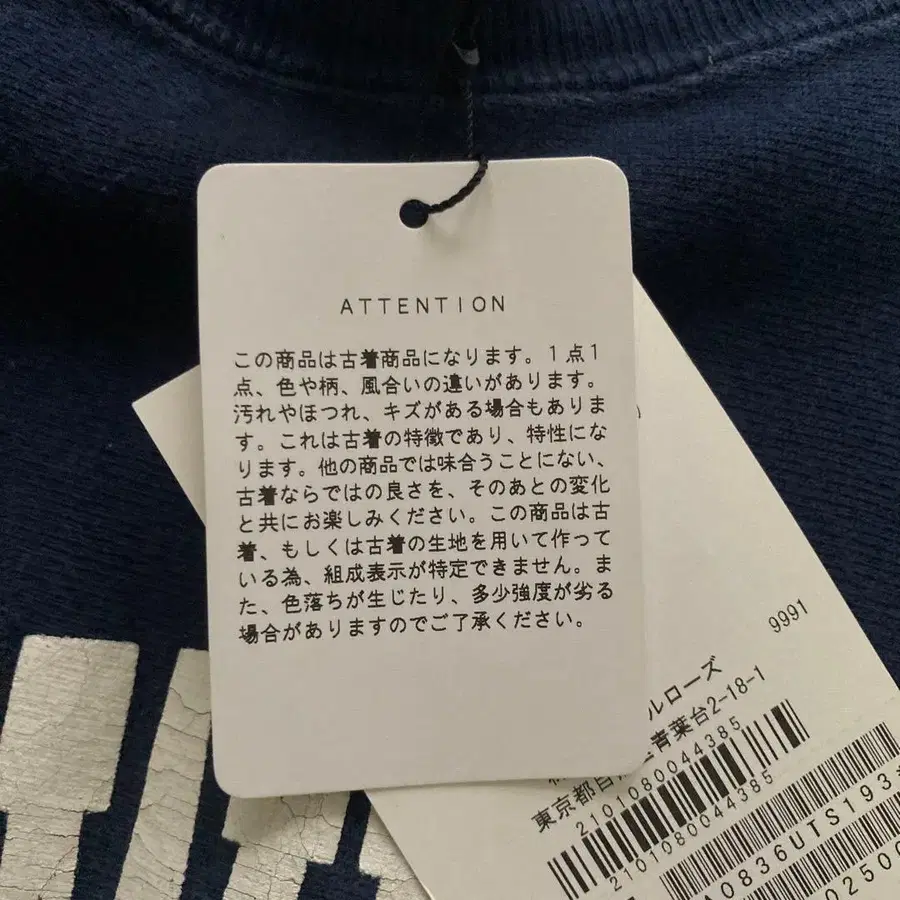 ATTENTION
この商品は古着商品になります。1点1
点、色や柄、風合いの違いがあります。
汚れやほつれ、キズがある場合もありま
す。これは古着の特徴であり、特性にな
ります。他の商品では味合うことにない、
古着ならではの良さを、そのあとの変化
と共にお楽しみください。この商品は古
着、もしくは古着の生地を用いて作って
いる為、組成表示が特定できません。ま
た、色落ちが生じたり、多少強度が劣る
場合がありますのでご了承ください。
9991
ルローズ
東京都目
青葉台2-18-1
2101080044385
2101080044385
A0836UTS193*